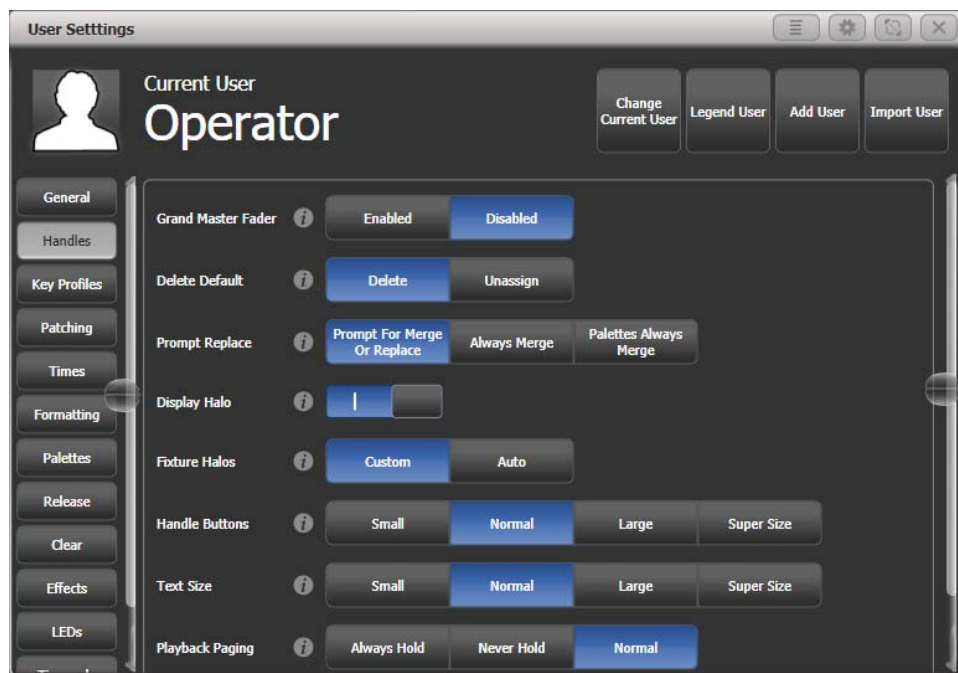 User Setttings
Current User
Operator
Change
Current User
Legend User
Add User
Import User
General
Handles
Key Profiles
Patching
Times
Formatting
Palettes
Release
Clear
Effects
LEDs
Grand Master Fader
Enabled
Disabled
Delete Default
Delete
Unassign
Prompt Replace
Prompt For Merge
Or Replace
Always Merge
Palettes Always
Merge
Display Halo
Fixture Halos
Custom
Auto
Handle Buttons
Small
Normal
Large
Super Size
Text Size
Small
Normal
Large
Super Size
Playback Paging
Always Hold
Never Hold
Normal